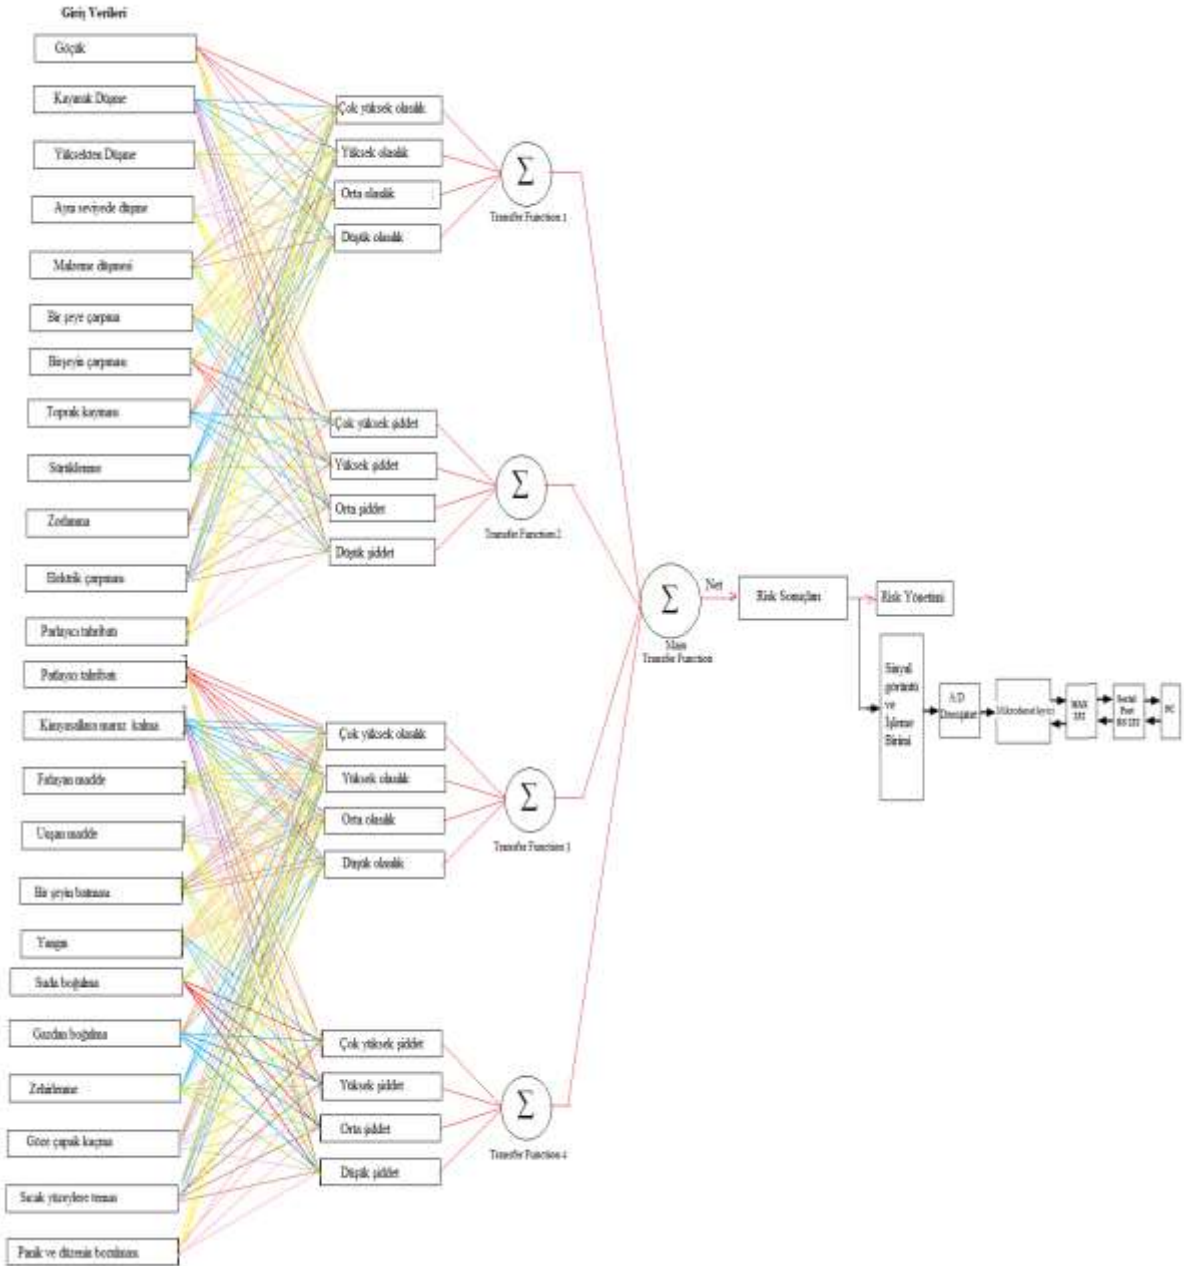 Giriş Verileri
Göçük
Kayarak Düşme
Yüksekten Düşme
Aynı seviyede düşme
Malzeme düşmesi
Bir şeye çarpma
Birşeyin çarpması
Toprak kayması
Sürüklenme
Zorlanma
Elektrik çarpması
Parlayıcı tahribatı
Patlayıcı tahribatı
Kimyasallara maruz kalma
Fırlayan madde
Uçuşan madde
Bir şeyin batması
Yangın
Suda boğulma
Gazdan boğulma
Zehirlenme
Göze çapak kaçma
Sıcak yüzeylere temas
Panik ve düzenin bozulması
Çok yüksek olasılık
Yüksek olasılık
Orta olasılık
Düşük olasılık
Çok yüksek şiddet
Yüksek şiddet
Orta şiddet
Düşük şiddet
Çok yüksek olasılık
Yüksek olasılık
Orta olasılık
Düşük olasılık
Çok yüksek şiddet
Yüksek şiddet
Orta şiddet
Düşük şiddet
∑
Transfer Function 1
∑
Transfer Function 2
∑
Transfer Function 3
∑
Transfer Function 4
∑
Main
Transfer Function
Net
Risk Sonuçları
Risk Yönetimi
Sinyal
görüntü
ve
İşleme
Birimi
A/D
Dönüştürücü
Mikrodenetleyici
MAX
232
Serial
Port
RS 232
PC